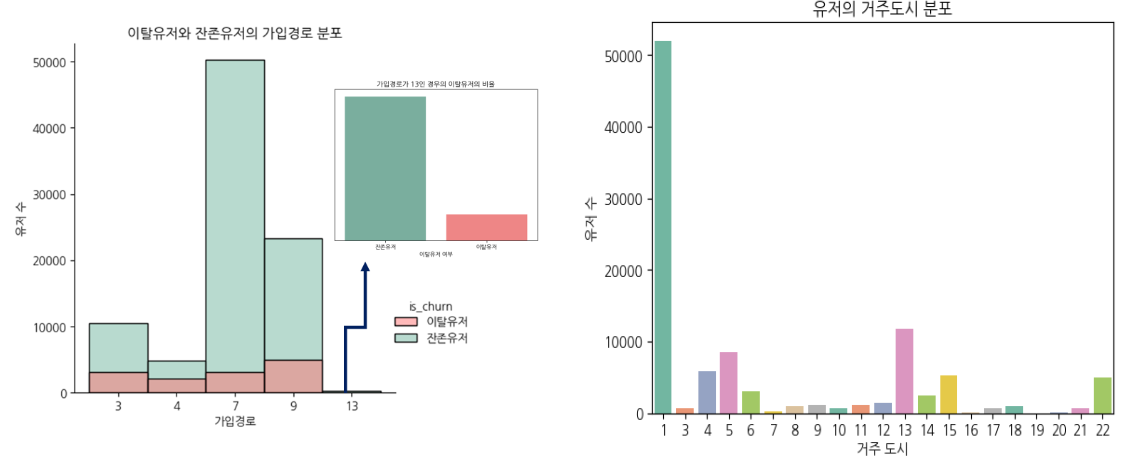 이탈유저와 잔존유저의 가입경로 분포
유저 수
50000
40000
30000
20000
10000
0
3 4 7 9 13
가입경로
가입경로가 13인 경우의 이탈유저의 비율
잔존유저 이탈유저
이탈유저 여부
is_churn
이탈유저
잔존유저
유저의 거주도시 분포
유저 수
50000
40000
30000
20000
10000
0
1 3 4 5 6 7 8 9 10 11 12 13 14 15 16 17 18 19 20 21 22
거주 도시